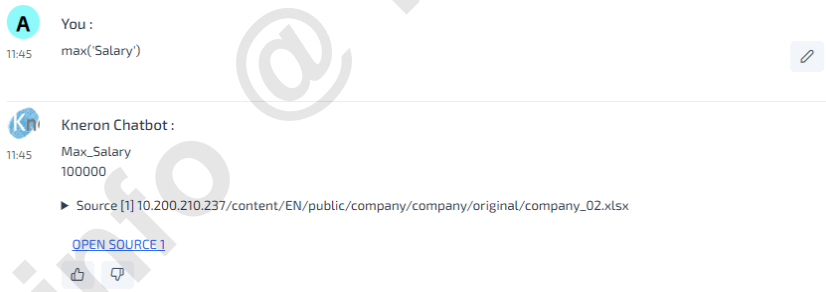 A
You :
11:45
max('Salary')
Kn
Kneron Chatbot :
11:45
Max_Salary
100000
▶ Source [1] 10.200.210.237/content/EN/public/company/company/original/company_02.xlsx
OPEN SOURCE 1
info @